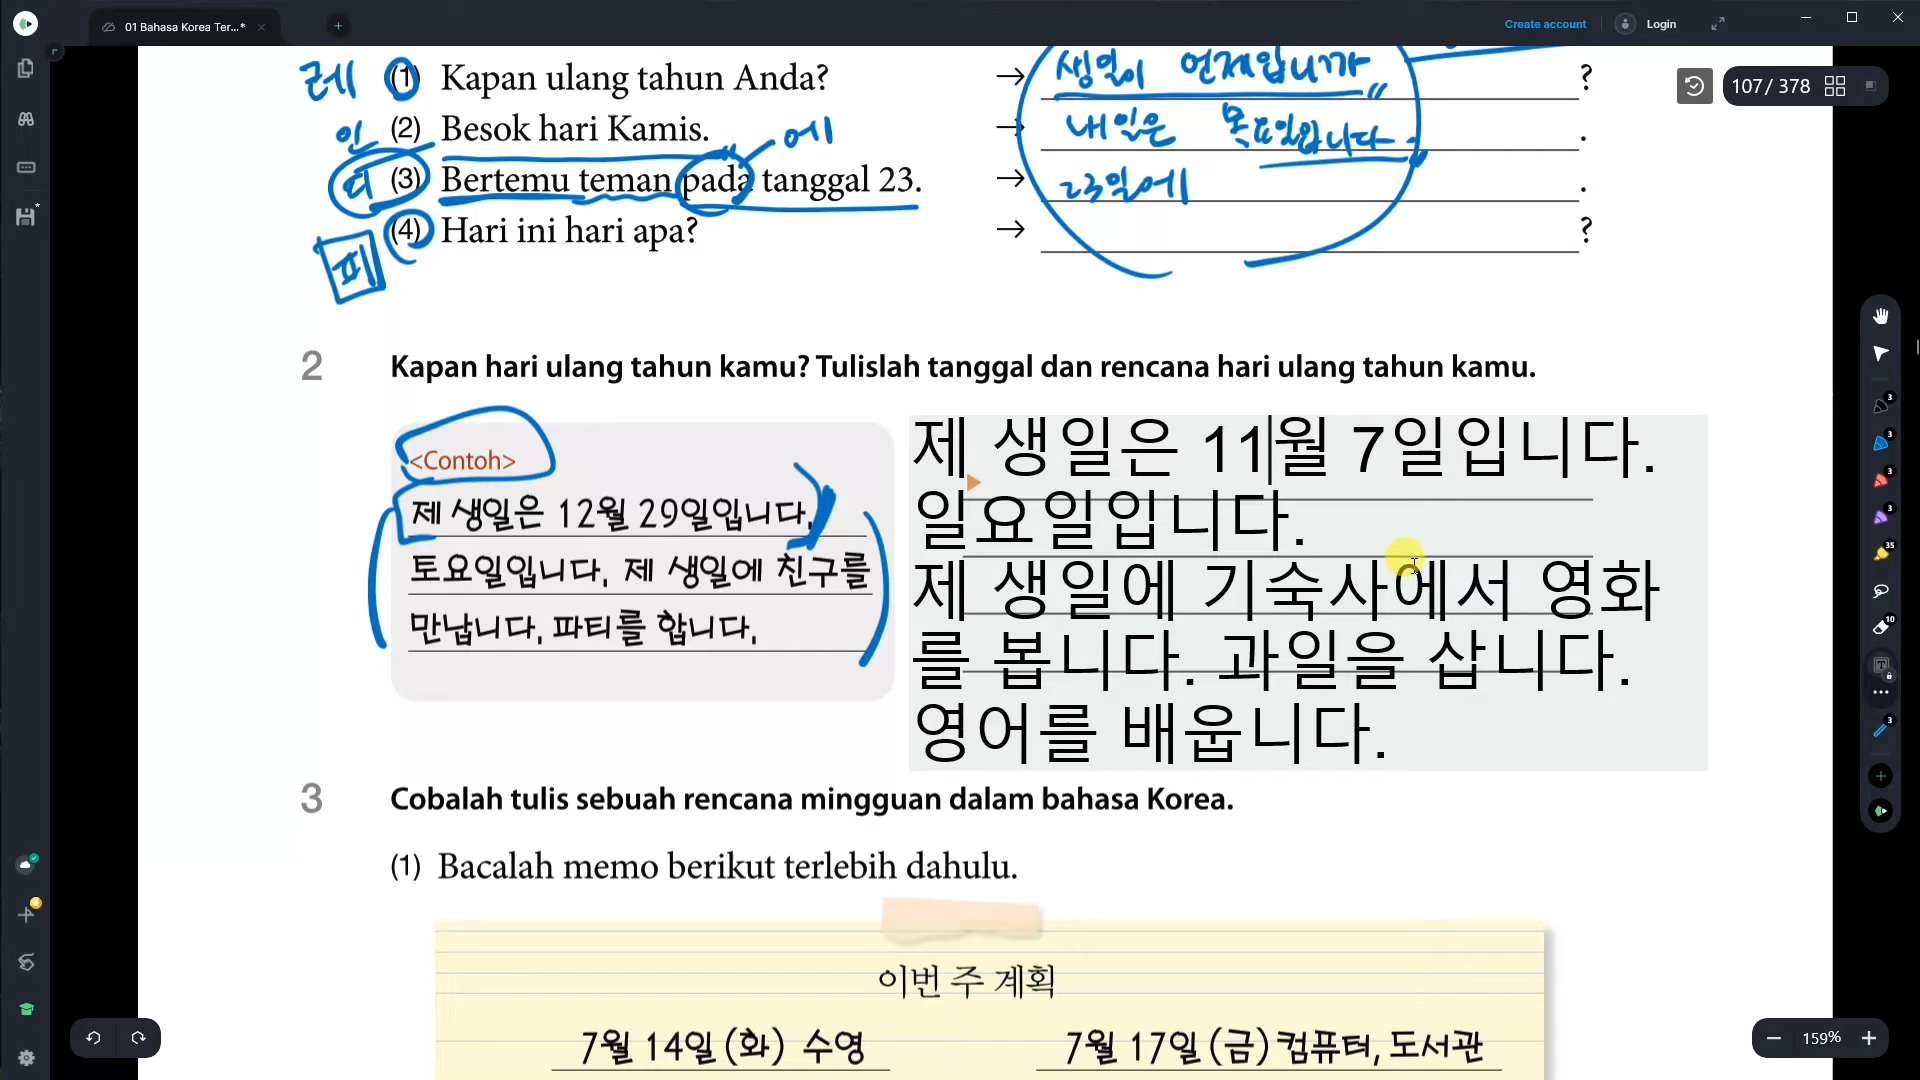 01 Bahasa Korea Ter...*
Create account
Login
107 / 378
레 (1) Kapan ulang tahun Anda? → 생일이 언제입니까 ?
인 (2) Besok hari Kamis. → 내일은 목요일입니다 .
에
띠 (3) Bertemu teman pada tanggal 23. → 23일에 .
(4) Hari ini hari apa? → ?
피
2 Kapan hari ulang tahun kamu? Tulislah tanggal dan rencana hari ulang tahun kamu.
<Contoh>
제 생일은 12월 29일입니다.
토요일입니다. 제 생일에 친구를
만납니다. 파티를 합니다.
제 생일은 11월 7일입니다.
일요일입니다.
제 생일에 기숙사에서 영화
를 봅니다. 과일을 삽니다.
영어를 배웁니다.
3 Cobalah tulis sebuah rencana mingguan dalam bahasa Korea.
(1) Bacalah memo berikut terlebih dahulu.
이번 주 계획
7월 14일 (화) 수영
7월 17일 (금) 컴퓨터, 도서관
159%